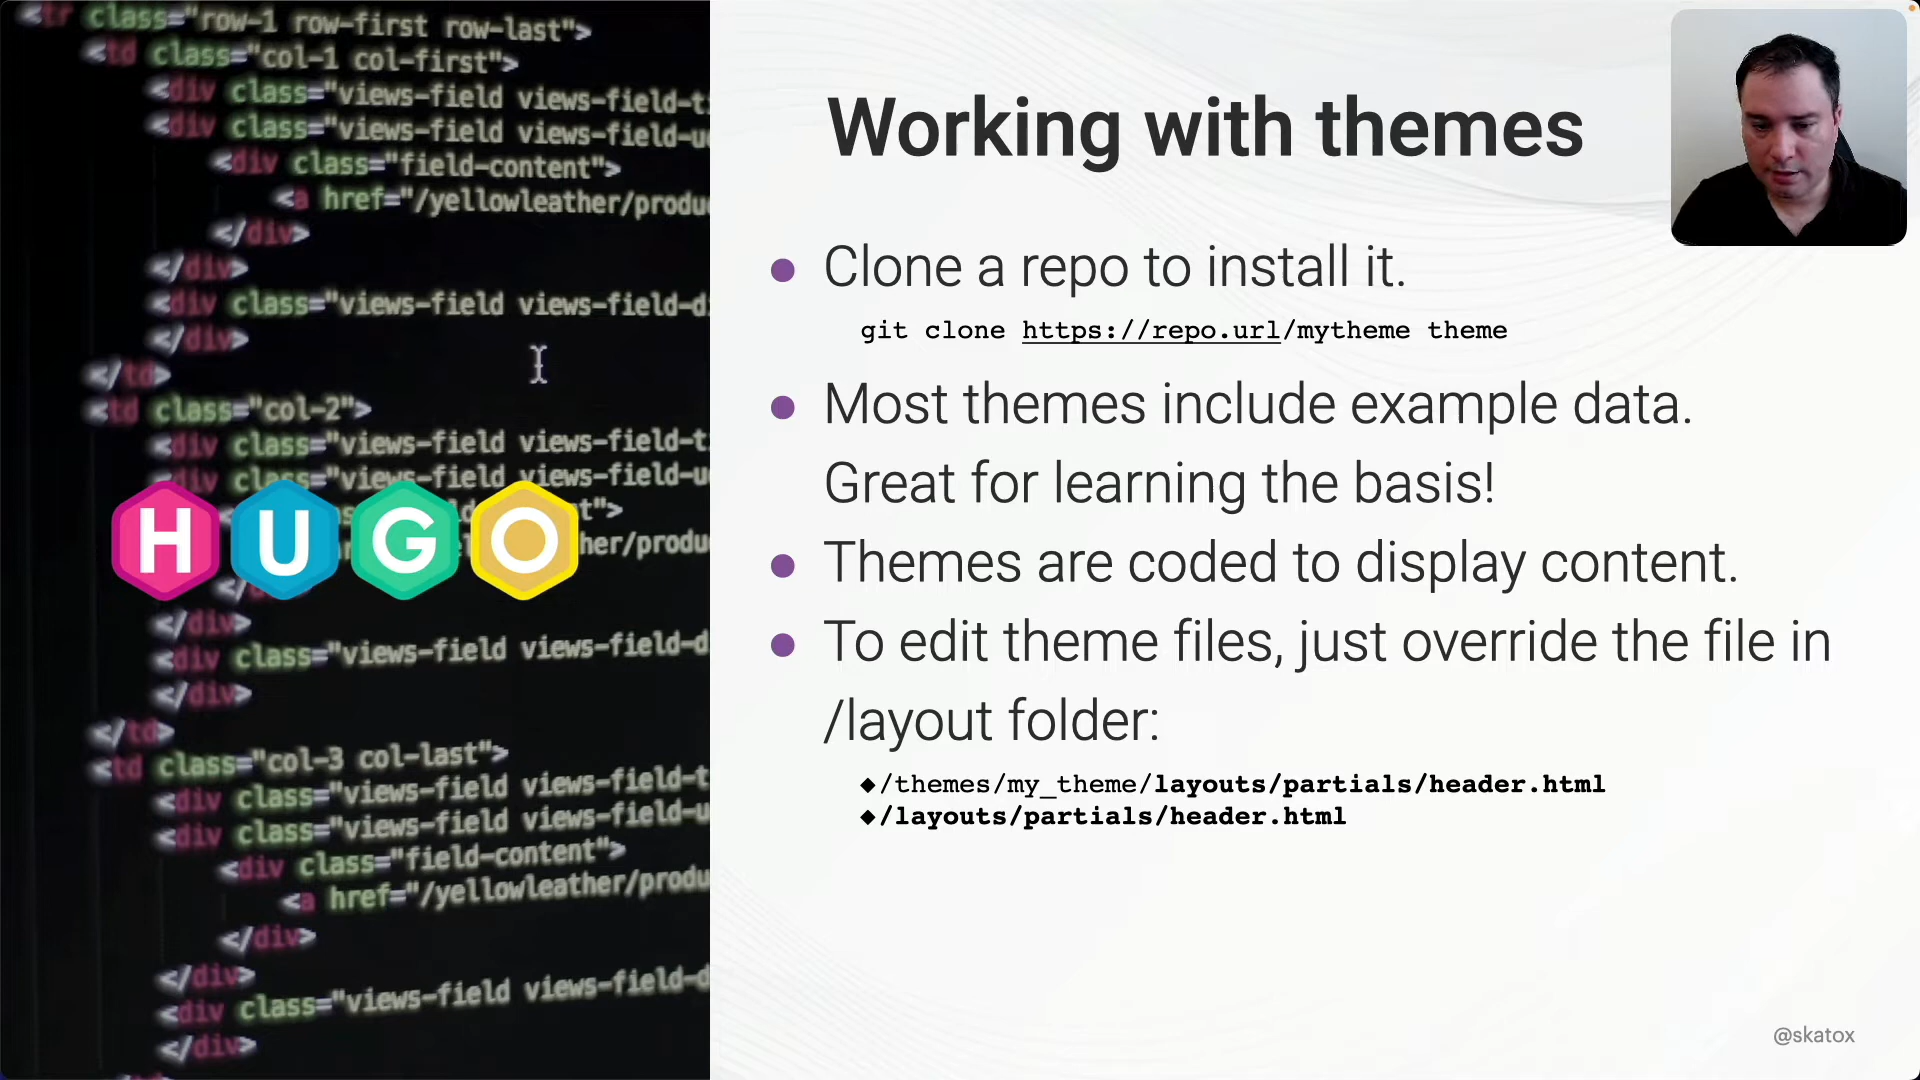 <tr class="row-1 row-first row-last">
<td class="col-1 col-first">
<div class="views-field views-field-t
<div class="views-field views-field-u
<div class="field-content">
<a href="/yellowleather/produ
</div>
</div>
<div class="views-field views-field-d
</div>
</td>
<td class="col-2">
<div class="views-field views-field-t
<div class="views-field views-field-u
her/produ
</div>
<div class="views-field views-field-d
</div>
</td>
<td class="col-3 col-last">
<div class="views-field views-field-t
<div class="views-field views-field-u
<div class="field-content">
<a href="/yellowleather/produ
</div>
</div>
<div class="views-field views-field-d
</div>
HUGO
Working with themes
● Clone a repo to install it.
git clone https://repo.url/mytheme theme
● Most themes include example data.
Great for learning the basis!
● Themes are coded to display content.
● To edit theme files, just override the file in
/layout folder:
◆/themes/my_theme/layouts/partials/header.html
◆/layouts/partials/header.html
@skatox